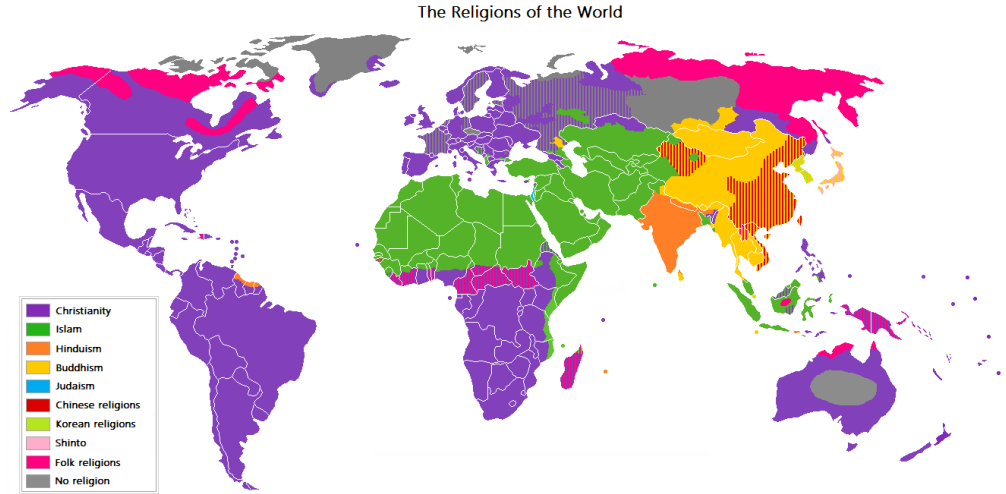 The Religions of the World
Christianity
Islam
Hinduism
Buddhism
Judaism
Chinese religions
Korean religions
Shinto
Folk religions
No religion